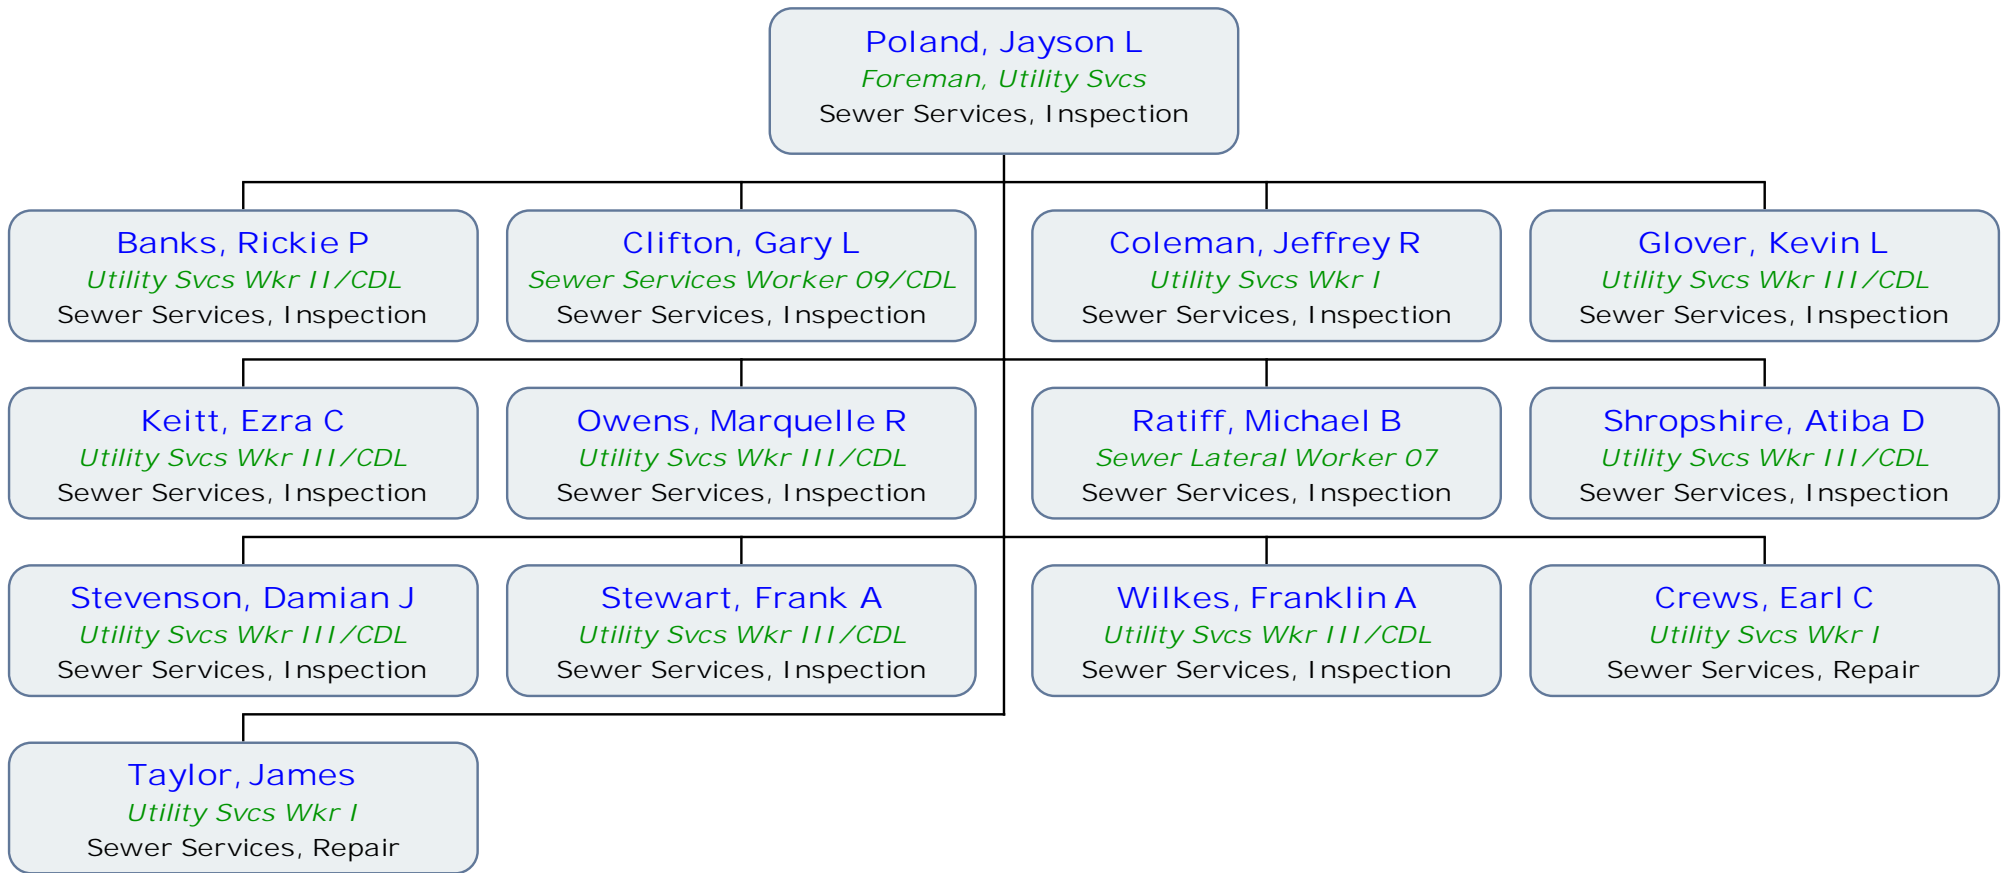 Poland, Jayson L
Foreman, Utility Svcs
Sewer Services, Inspection
Banks, Rickie P
Utility Svcs Wkr II/CDL
Sewer Services, Inspection
Clifton, Gary L
Sewer Services Worker 09/CDL
Sewer Services, Inspection
Coleman, Jeffrey R
Utility Svcs Wkr I
Sewer Services, Inspection
Glover, Kevin L
Utility Svcs Wkr III/CDL
Sewer Services, Inspection
Keitt, Ezra C
Utility Svcs Wkr III/CDL
Sewer Services, Inspection
Owens, Marquelle R
Utility Svcs Wkr III/CDL
Sewer Services, Inspection
Ratiff, Michael B
Sewer Lateral Worker 07
Sewer Services, Inspection
Shropshire, Atiba D
Utility Svcs Wkr III/CDL
Sewer Services, Inspection
Stevenson, Damian J
Utility Svcs Wkr III/CDL
Sewer Services, Inspection
Stewart, Frank A
Utility Svcs Wkr III/CDL
Sewer Services, Inspection
Wilkes, Franklin A
Utility Svcs Wkr III/CDL
Sewer Services, Inspection
Crews, Earl C
Utility Svcs Wkr I
Sewer Services, Repair
Taylor, James
Utility Svcs Wkr I
Sewer Services, Repair